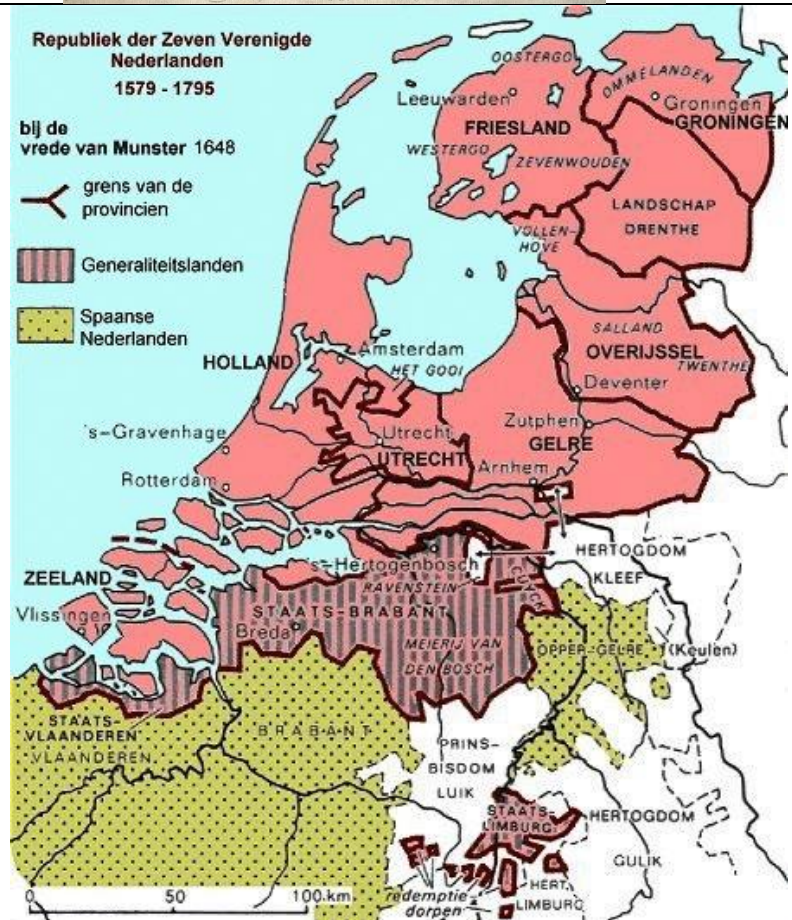 Republiek der Zeven Verenigde
Nederlanden
1579 - 1795
bij de
vrede van Munster 1648
grens van de
provincien
Generaliteitslanden
Spaanse
Nederlanden
OOSTERGO
Leeuwarden
FRIESLAND
WESTERGO
ZEVENWOUDEN
OMMELANDEN
Groningen
GRONINGEN
LANDSCHAP
DRENTHE
VOLLEN-
HOVE
SALLAND
OVERIJSSEL
TWENTHE
Deventer
HOLLAND
Amsterdam
HET GOOI
's-Gravenhage
Utrecht
UTRECHT
Zutphen
GELRE
Arnhem
Rotterdam
ZEELAND
Vlissingen
's-Hertogenbosch
RAVENSTEIN
CUYCK
HERTOGDOM
KLEEF
STAATS-BRABANT
Breda
MEIERIJ VAN
DEN BOSCH
OPPER-GELRE
(Keulen)
STAATS-
VLAANDEREN
VLAANDEREN
BRABANT
PRINS-
BISDOM
LUIK
STAATS-
LIMBURG
HERTOGDOM
GULIK
redemptie
dorpen
HERT.
LIMBURG
0 50 100 km